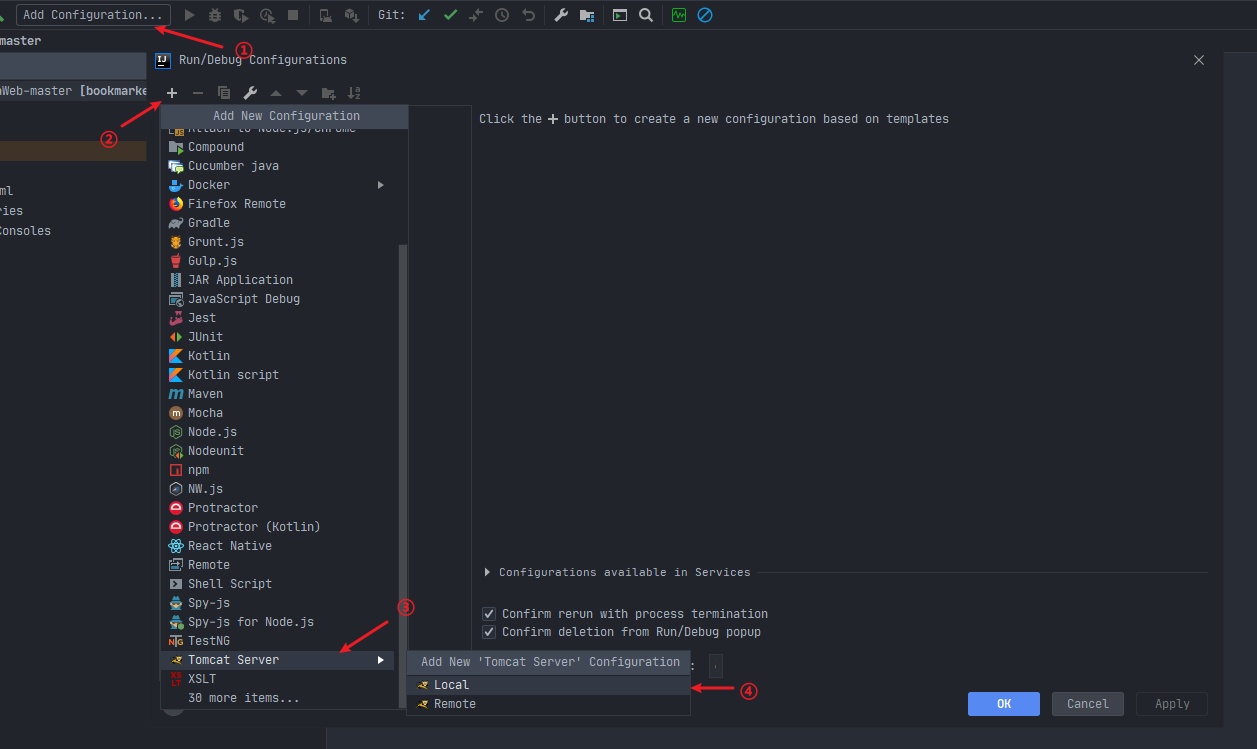 Add Configuration...
Git:
master
①
Run/Debug Configurations
Web-master [bookmarke
②
Add New Configuration
Click the + button to create a new configuration based on templates
Attach to Node.js/Chrome
Compound
Cucumber java
Docker
Firefox Remote
Gradle
Grunt.js
Gulp.js
JAR Application
JavaScript Debug
Jest
JUnit
Kotlin
Kotlin script
Maven
Mocha
Node.js
Nodeunit
npm
NW.js
Protractor
Protractor (Kotlin)
React Native
Remote
Shell Script
Spy-js
Spy-js for Node.js
TestNG
Tomcat Server
XSLT
30 more items...
ml
ries
Consoles
Configurations available in Services
③
Confirm rerun with process termination
Confirm deletion from Run/Debug popup
Add New 'Tomcat Server' Configuration
:
Local
④
Remote
OK
Cancel
Apply